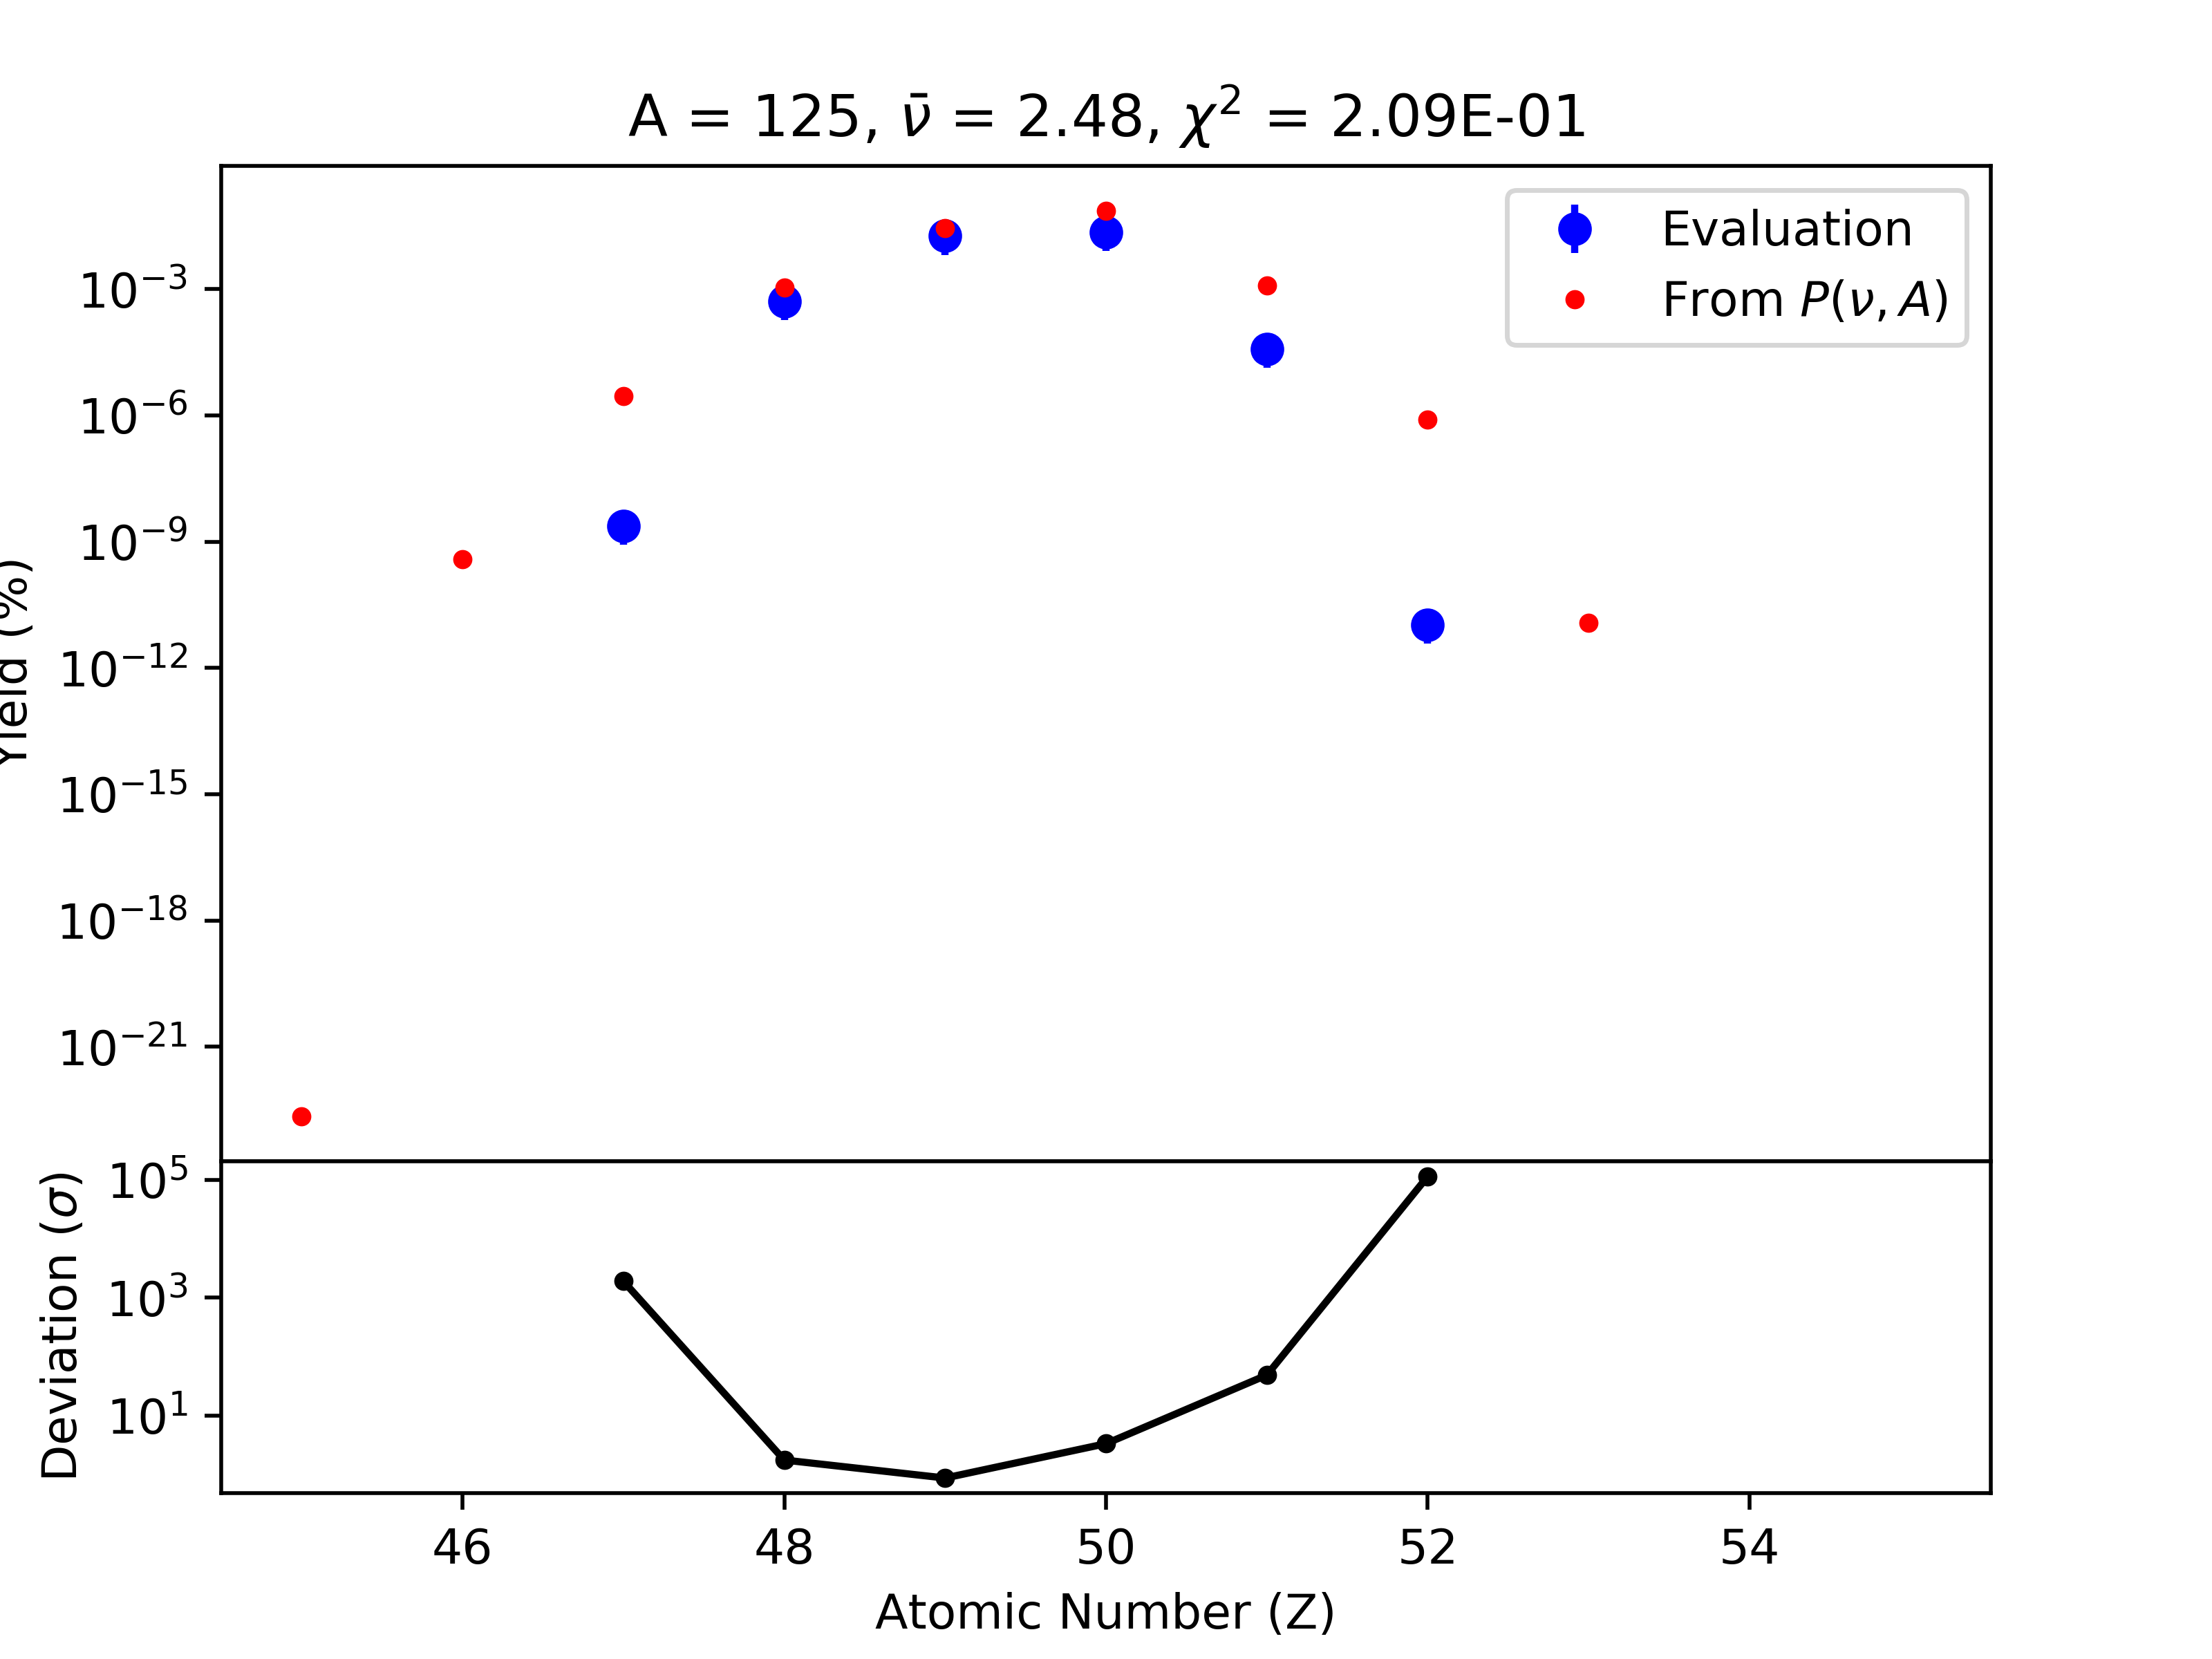 A = 125, ν̄ = 2.48, χ² = 2.09E-01
Evaluation
From P(ν, A)
Yield (%)
10⁻³
10⁻⁶
10⁻⁹
10⁻¹²
10⁻¹⁵
10⁻¹⁸
10⁻²¹
Deviation (σ)
10⁵
10³
10¹
46 48 50 52 54
Atomic Number (Z)